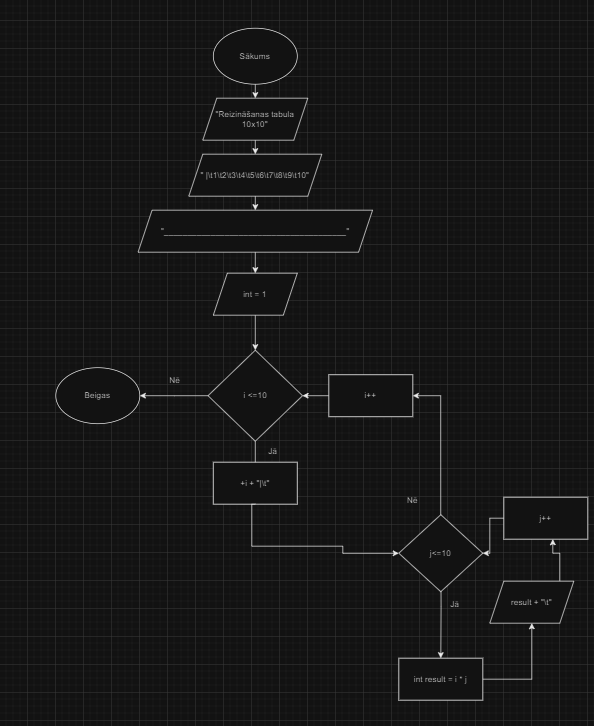 Sākums
"Reizināšanas tabula
10x10"
" |\t1\t2\t3\t4\t5\t6\t7\t8\t9\t10"
"________________________________________"
int = 1
Nē
Beigas
i <=10
i++
Jā
+i + "|\t"
Nē
j++
j<=10
Jā
result + "\t"
int result = i * j